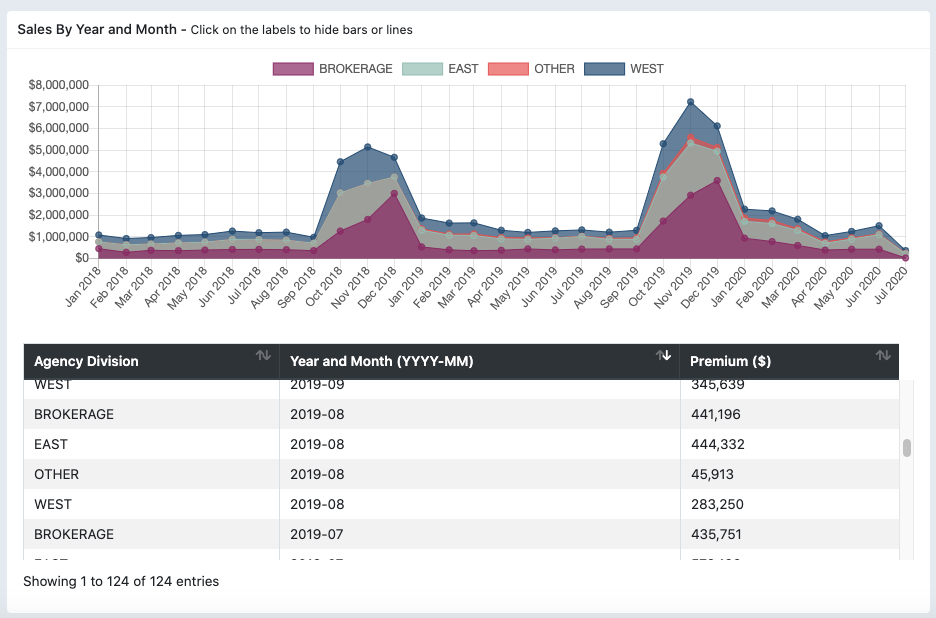 Sales By Year and Month - Click on the labels to hide bars or lines
BROKERAGE EAST OTHER WEST
$8,000,000
$7,000,000
$6,000,000
$5,000,000
$4,000,000
$3,000,000
$2,000,000
$1,000,000
$0
Jan 2018 Feb 2018 Mar 2018 Apr 2018 May 2018 Jun 2018 Jul 2018 Aug 2018 Sep 2018 Oct 2018 Nov 2018 Dec 2018 Jan 2019 Feb 2019 Mar 2019 Apr 2019 May 2019 Jun 2019 Jul 2019 Aug 2019 Sep 2019 Oct 2019 Nov 2019 Dec 2019 Jan 2020 Feb 2020 Mar 2020 Apr 2020 May 2020 Jun 2020 Jul 2020
Agency Division Year and Month (YYYY-MM) Premium ($)
WEST 2019-09 345,639
BROKERAGE 2019-08 441,196
EAST 2019-08 444,332
OTHER 2019-08 45,913
WEST 2019-08 283,250
BROKERAGE 2019-07 435,751
Showing 1 to 124 of 124 entries